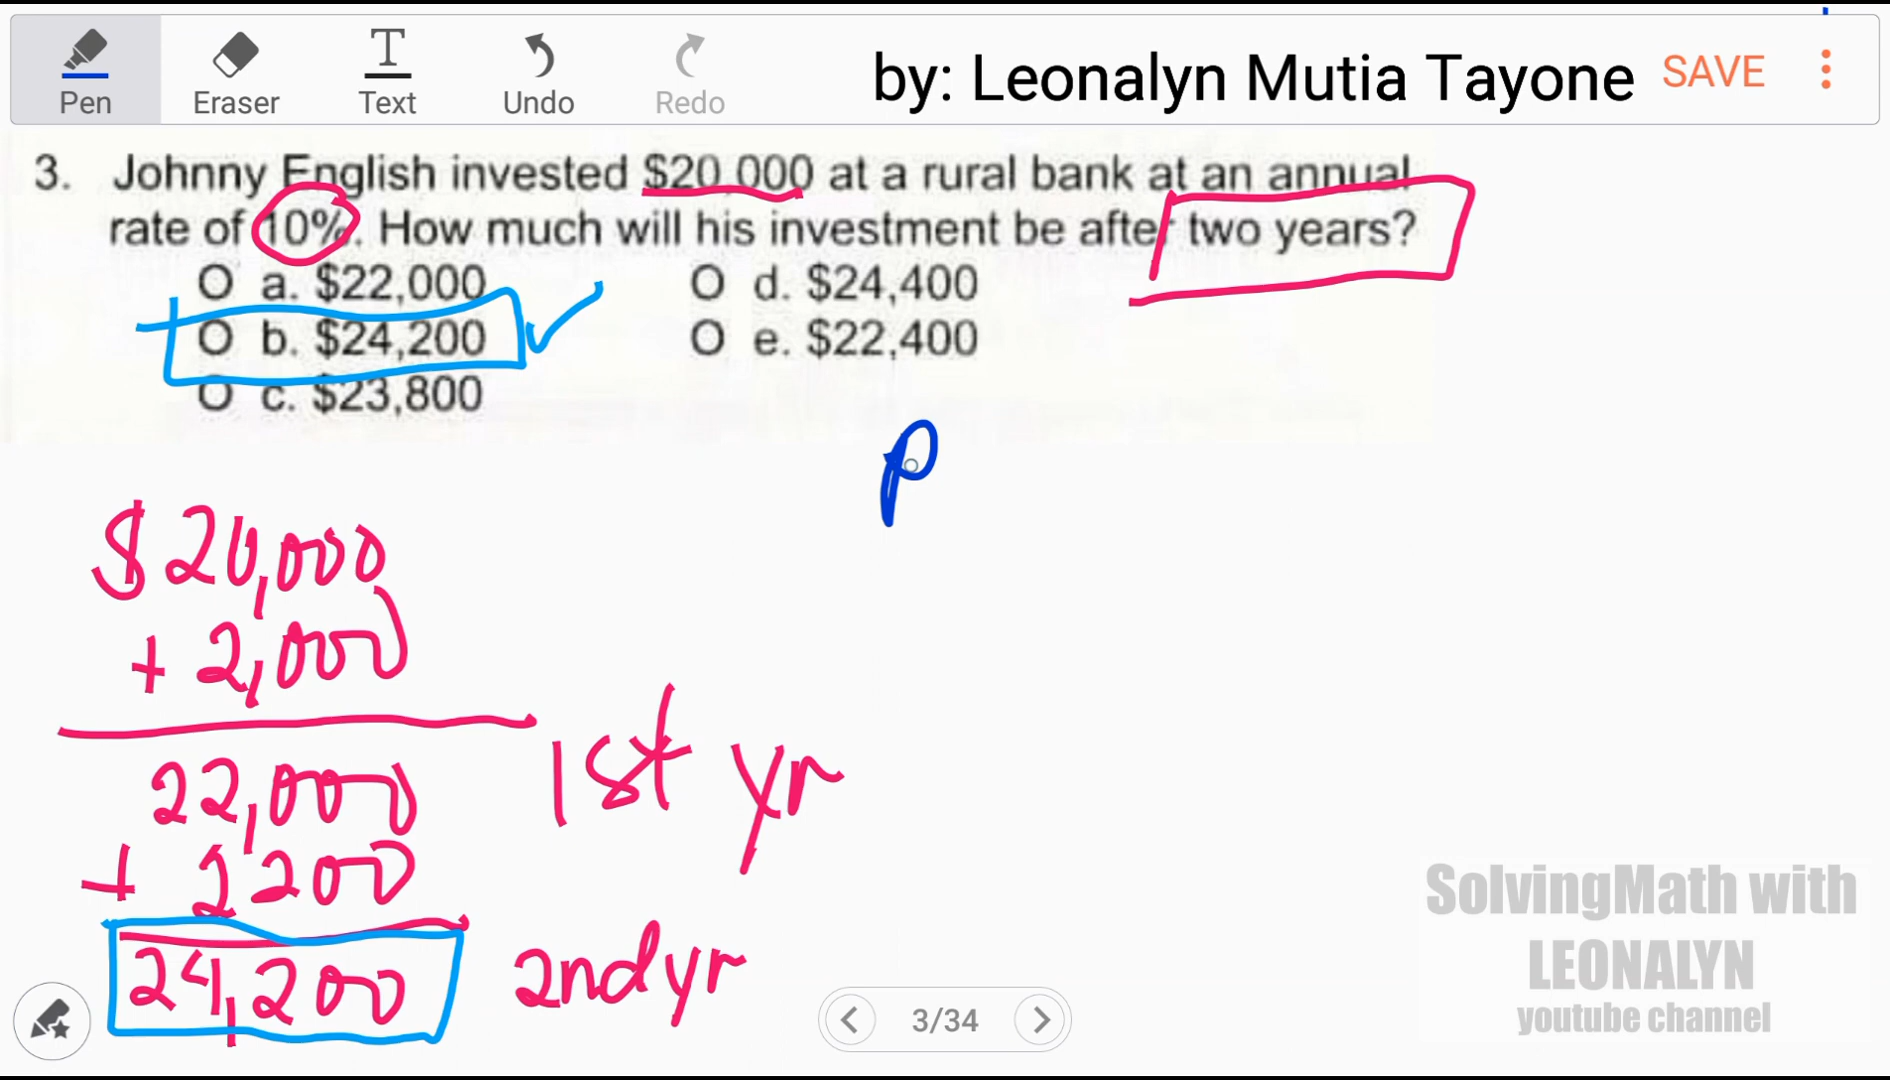 Pen Eraser Text Undo Redo by: Leonalyn Mutia Tayone SAVE
3. Johnny English invested $20,000 at a rural bank at an annual
rate of 10%. How much will his investment be after two years?
O a. $22,000 O d. $24,400
O b. $24,200 O e. $22,400
O c. $23,800
P
$20,000
+ 2,000
22,000 1st yr
+ 2200
24,200 2nd yr
3/34
SolvingMath with
LEONALYN
youtube channel